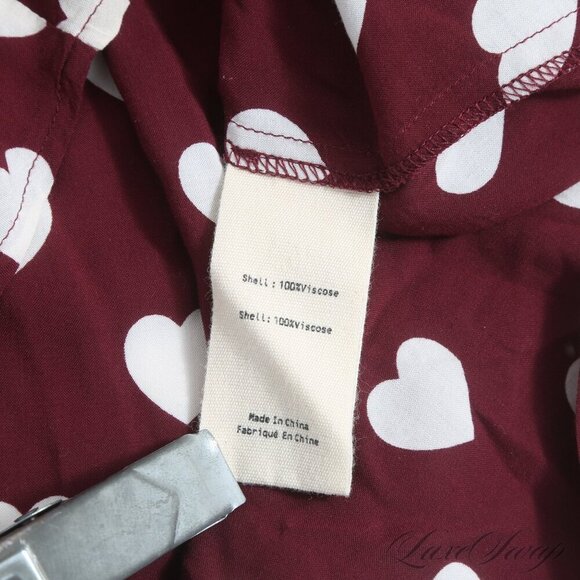 Shell: 100%Viscose
Shell: 100%Viscose
Made In China
Fabriqué En Chine
LuxeSwap